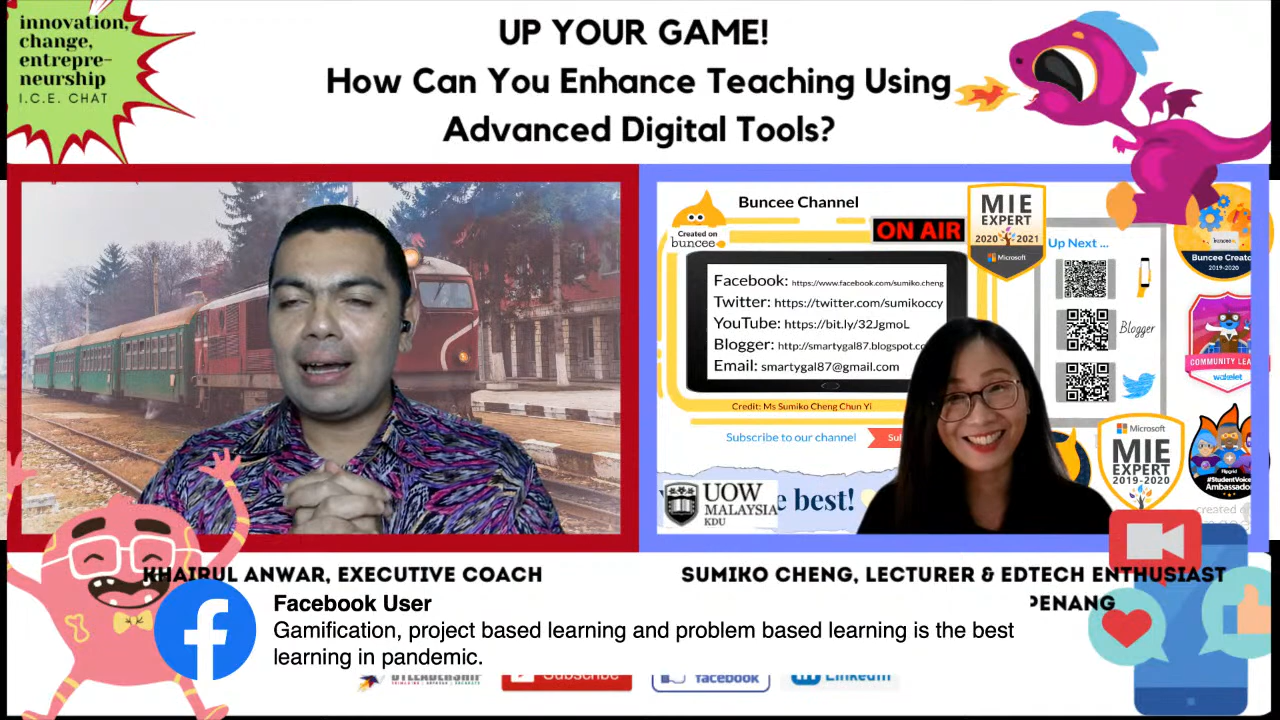 innovation,
change,
entrepre-
neurship
I.C.E. CHAT
UP YOUR GAME!
How Can You Enhance Teaching Using
Advanced Digital Tools?
Created on
buncee
Buncee Channel
ON AIR
MIE
EXPERT
2020 2021
Microsoft
Up Next ...
Blogger
Buncee Creato
2019-2020
COMMUNITY LEA
wakelet
Facebook: https://www.facebook.com/sumiko.cheng
Twitter: https://twitter.com/sumikoccy
YouTube: https://bit.ly/32JgmoL
Blogger: http://smartygal87.blogspot.co
Email: smartygal87@gmail.com
Credit: Ms Sumiko Cheng Chun Yi
Subscribe to our channel
Su
Microsoft
MIE
EXPERT
2019-2020
Flipgrid
#StudentVoice
Ambassado
created o
UOW
MALAYSIA
KDU
e best!
KHAIRUL ANWAR, EXECUTIVE COACH
SUMIKO CHENG, LECTURER & EDTECH ENTHUSIAST
PENANG
Facebook User
Gamification, project based learning and problem based learning is the best
learning in pandemic.
Subscribe
facebook
LinkedIn